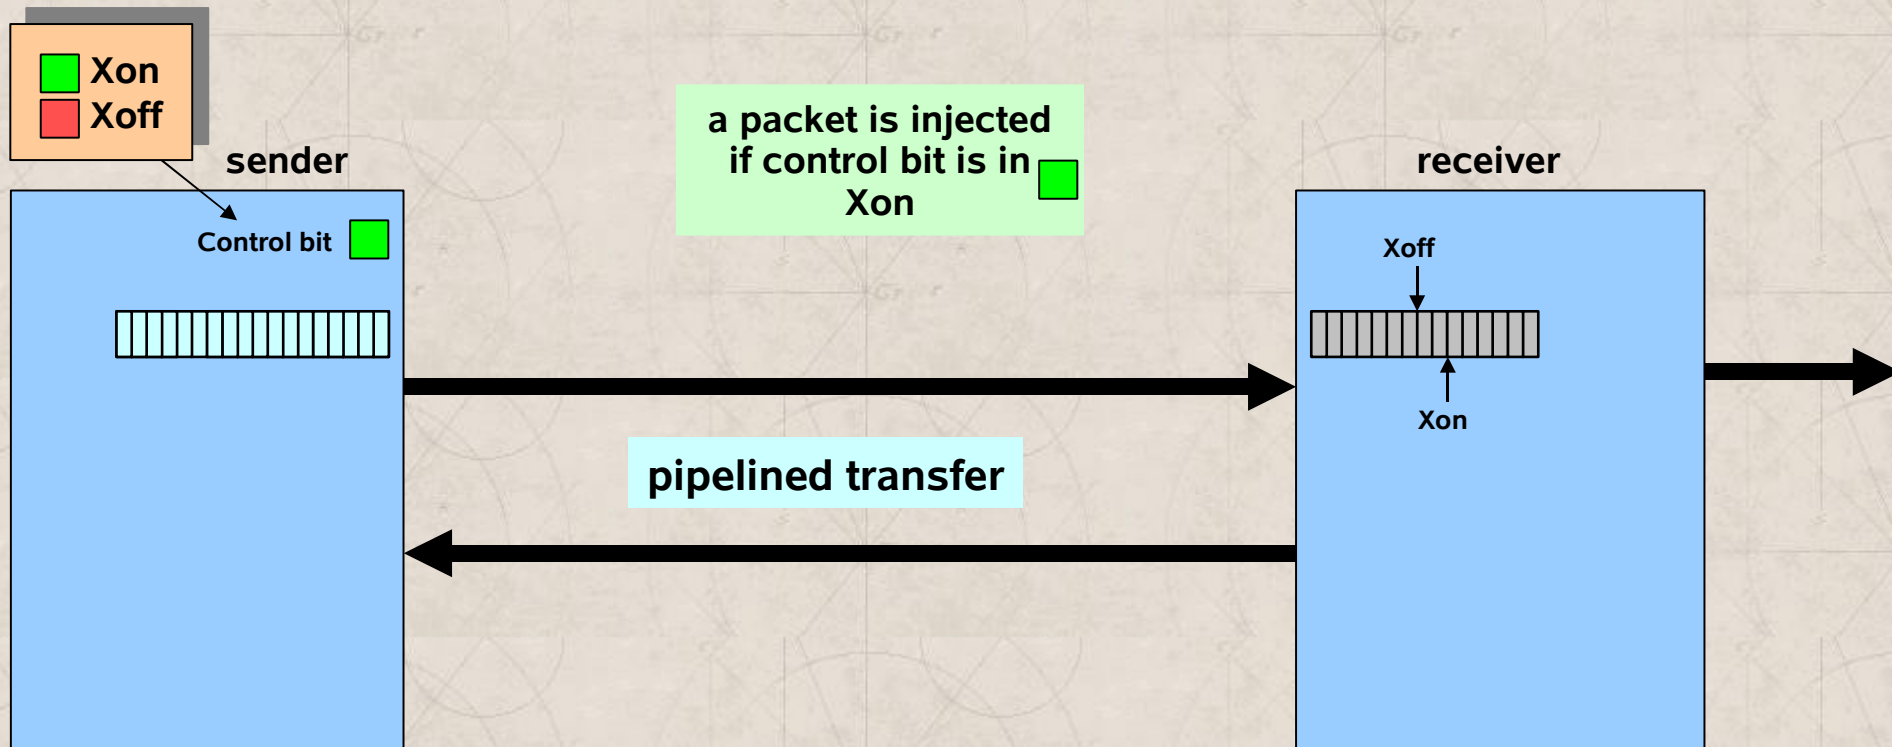 Xon
Xoff
sender
Control bit
a packet is injected
if control bit is in
Xon
pipelined transfer
receiver
Xoff
Xon